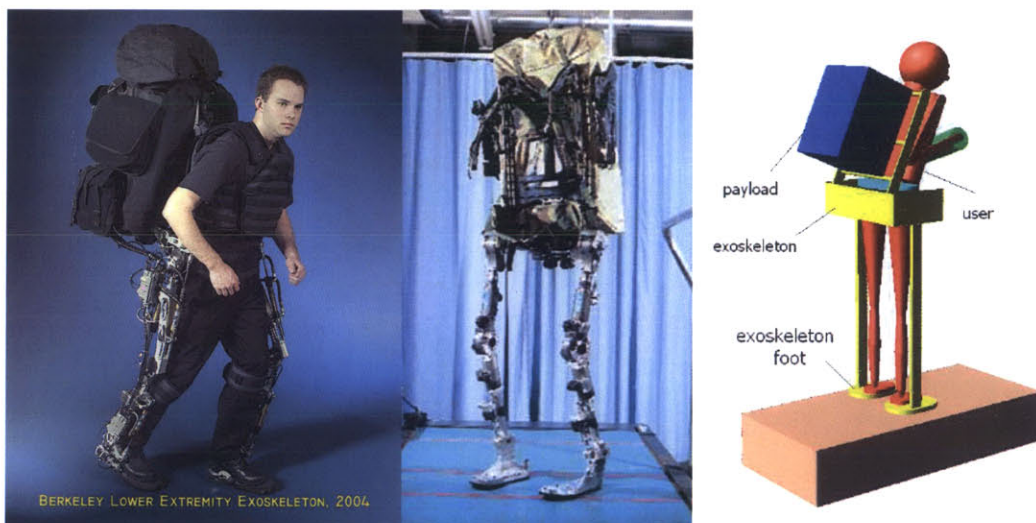 BERKELEY LOWER EXTREMITY EXOSKELETON, 2004
payload
exoskeleton
user
exoskeleton
foot